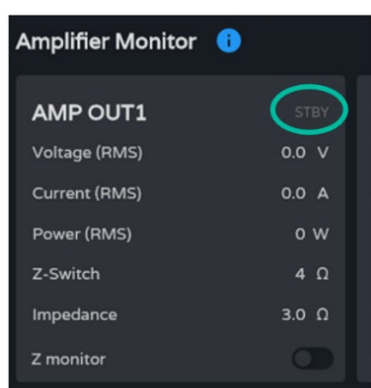 Amplifier Monitor i
AMP OUT1 STBY
Voltage (RMS) 0.0 V
Current (RMS) 0.0 A
Power (RMS) 0 W
Z-Switch 4 Ω
Impedance 3.0 Ω
Z monitor